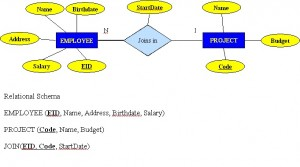 Name
Birthdate
StartDate
Name
Address
EMPLOYEE
N
Joins in
1
PROJECT
Budget
Salary
EID
Code
Relational Schema
EMPLOYEE (EID, Name, Address, Birthdate, Salary)
PROJECT (Code, Name, Budget)
JOIN(EID, Code, StartDate)